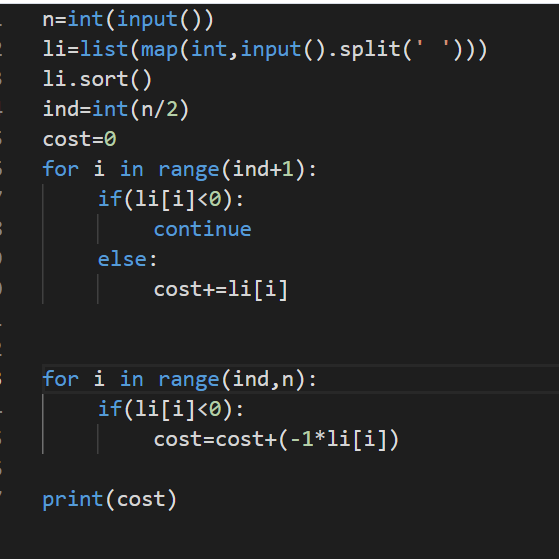 n=int(input())
li=list(map(int,input().split(' ')))
li.sort()
ind=int(n/2)
cost=0
for i in range(ind+1):
    if(li[i]<0):
        continue
    else:
        cost+=li[i]
for i in range(ind,n):
    if(li[i]<0):
        cost=cost+(-1*li[i])
print(cost)